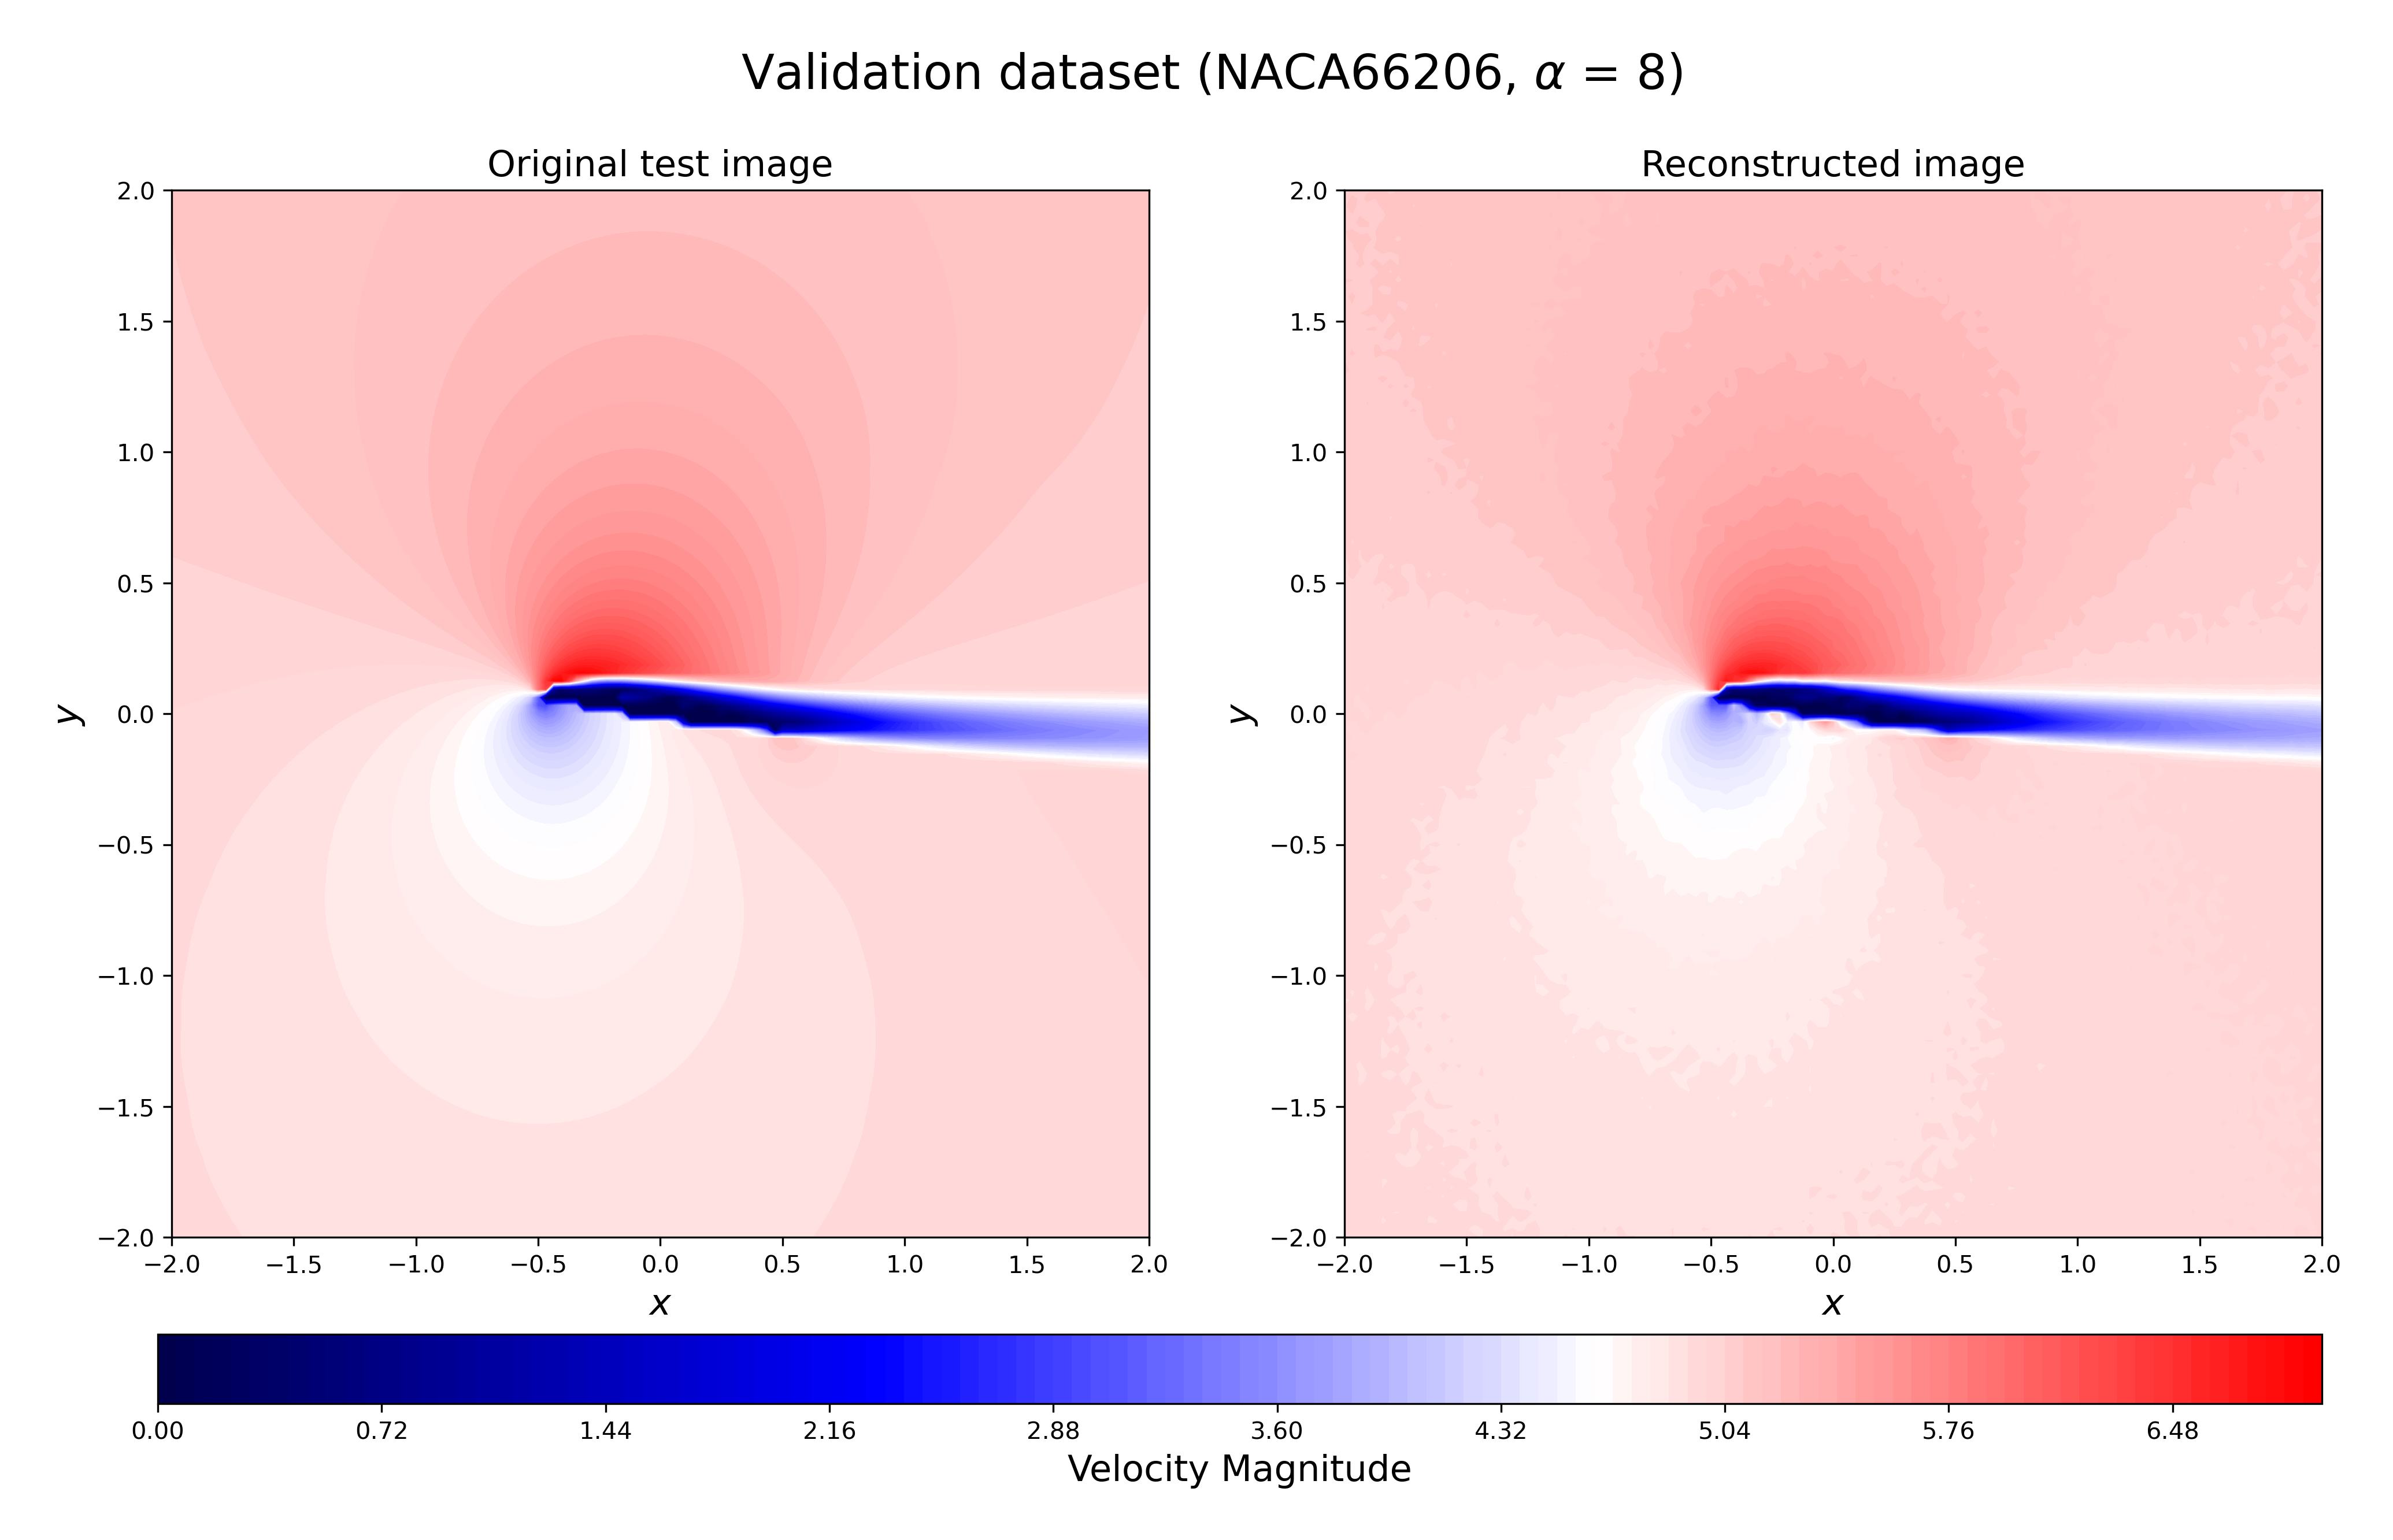 Validation dataset (NACA66206, α = 8)
Original test image
2.0
1.5
1.0
0.5
0.0
−0.5
−1.0
−1.5
−2.0
y
−2.0 −1.5 −1.0 −0.5 0.0 0.5 1.0 1.5 2.0
x
Reconstructed image
2.0
1.5
1.0
0.5
0.0
−0.5
−1.0
−1.5
−2.0
y
−2.0 −1.5 −1.0 −0.5 0.0 0.5 1.0 1.5 2.0
x
0.00 0.72 1.44 2.16 2.88 3.60 4.32 5.04 5.76 6.48
Velocity Magnitude